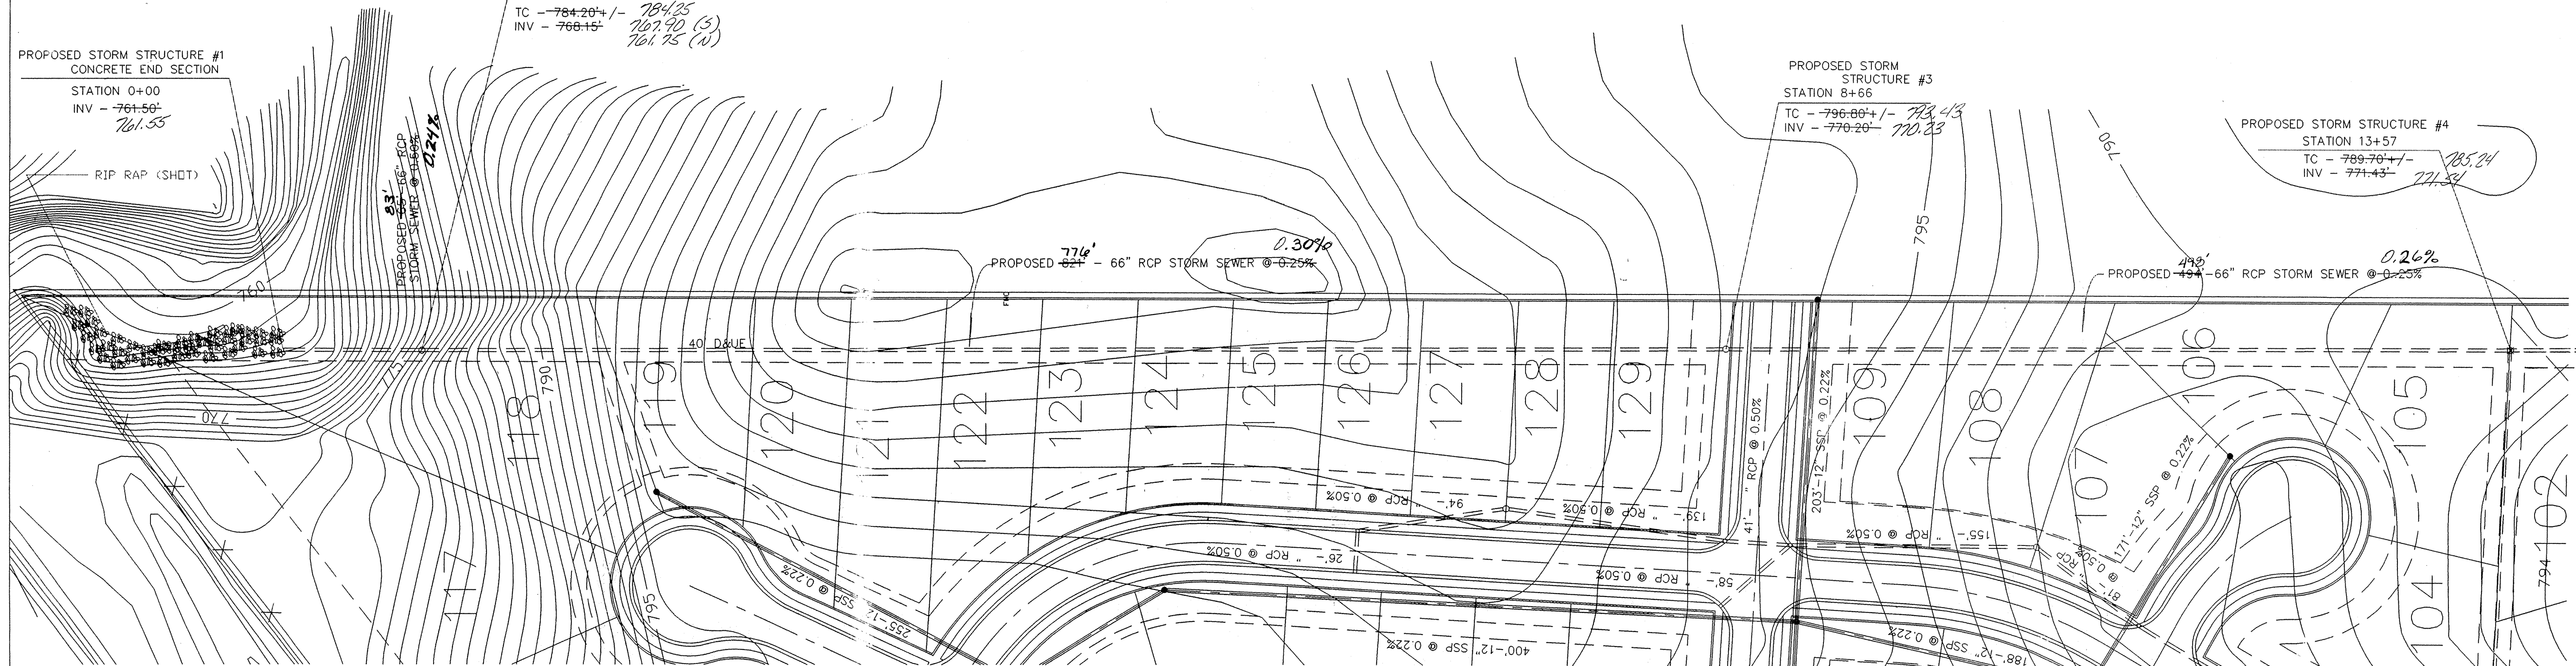 TC - 784.20'+/- 784.25
INV - 768.15' 767.90 (S)
761.75 (N)
PROPOSED STORM STRUCTURE #1
CONCRETE END SECTION
STATION 0+00
INV - 761.50'
761.55
RIP RAP (SHOT)
83'
PROPOSED 65'-66" RCP
STORM SEWER @ 0.50%
0.24%
PROPOSED STORM
STRUCTURE #3
STATION 8+66
TC - 796.80'+/- 793.43
INV - 770.20' 770.23
790
PROPOSED STORM STRUCTURE #4
STATION 13+57
TC - 789.70'+/- 785.24
INV - 771.43' 771.54
795
776' 0.30%
PROPOSED 821' - 66" RCP STORM SEWER @ 0.25%
0.26%
PROPOSED 494'-66" RCP STORM SEWER @ 0.25%
760
FMC
40' D&UE
775
770
790
118
119
120
121
122
123
124
125
126
127
128
129
109
108
107
106
105
104
102
794
117
795
41'- " RCP @ 0.50%
203'-12" SSP @ 0.22%
171'-12" SSP @ 0.22%
94'- " RCP @ 0.50%
139'- " RCP @ 0.50%
155'- " RCP @ 0.50%
81'- " RCP @ 0.50%
26'- " RCP @ 0.50%
58'- " RCP @ 0.50%
255'-12" SSP @ 0.22%
400'-12" SSP @ 0.22%
188'-12" SSP @ 0.22%